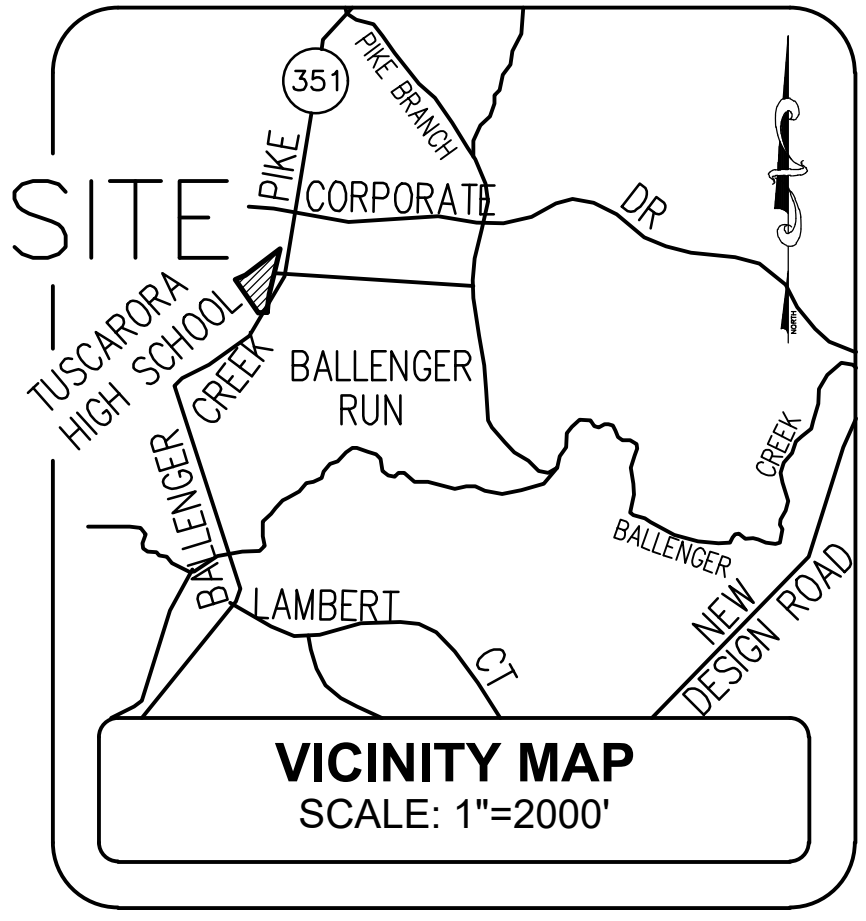 PIKE BRANCH
351
PIKE
SITE
CORPORATE
DR
NORTH
TUSCARORA
HIGH SCHOOL
CREEK
BALLENGER
RUN
BALLENGER
CREEK
BALLENGER
LAMBERT
CT
NEW
DESIGN ROAD
VICINITY MAP
SCALE: 1"=2000'